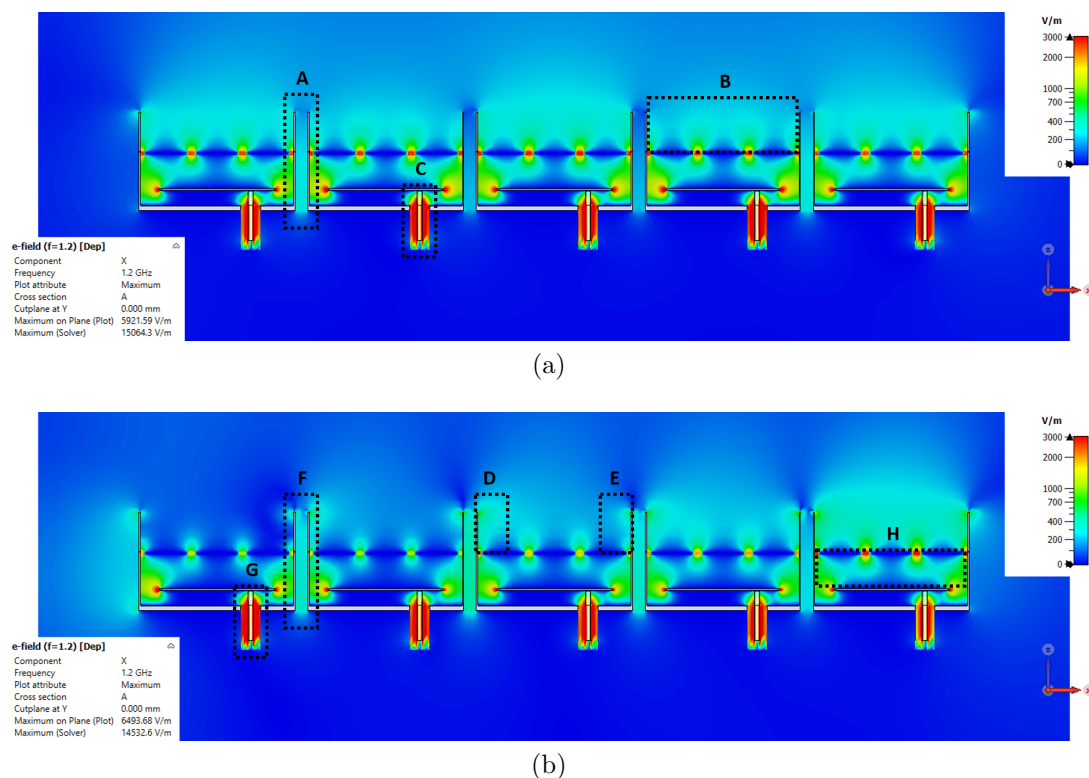 V/m
3000
2000
1000
700
400
200
0
A
B
C
e-field (f=1.2) [Dep]
Component X
Frequency 1.2 GHz
Plot attribute Maximum
Cross section A
Cutplane at Y 0.000 mm
Maximum on Plane (Plot) 5921.59 V/m
Maximum (Solver) 15064.3 V/m
(a)
V/m
3000
2000
1000
700
400
200
0
F
D
E
H
G
e-field (f=1.2) [Dep]
Component X
Frequency 1.2 GHz
Plot attribute Maximum
Cross section A
Cutplane at Y 0.000 mm
Maximum on Plane (Plot) 6493.68 V/m
Maximum (Solver) 14532.6 V/m
(b)